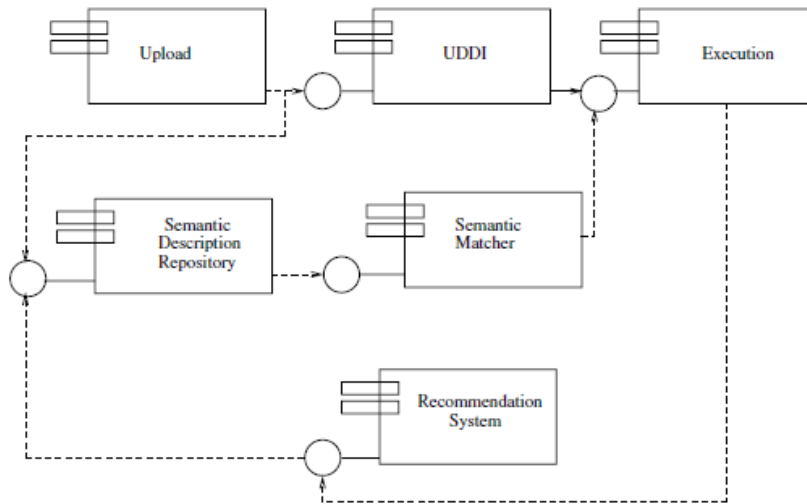 Upload
UDDI
Execution
Semantic
Description
Repository
Semantic
Matcher
Recommendation
System